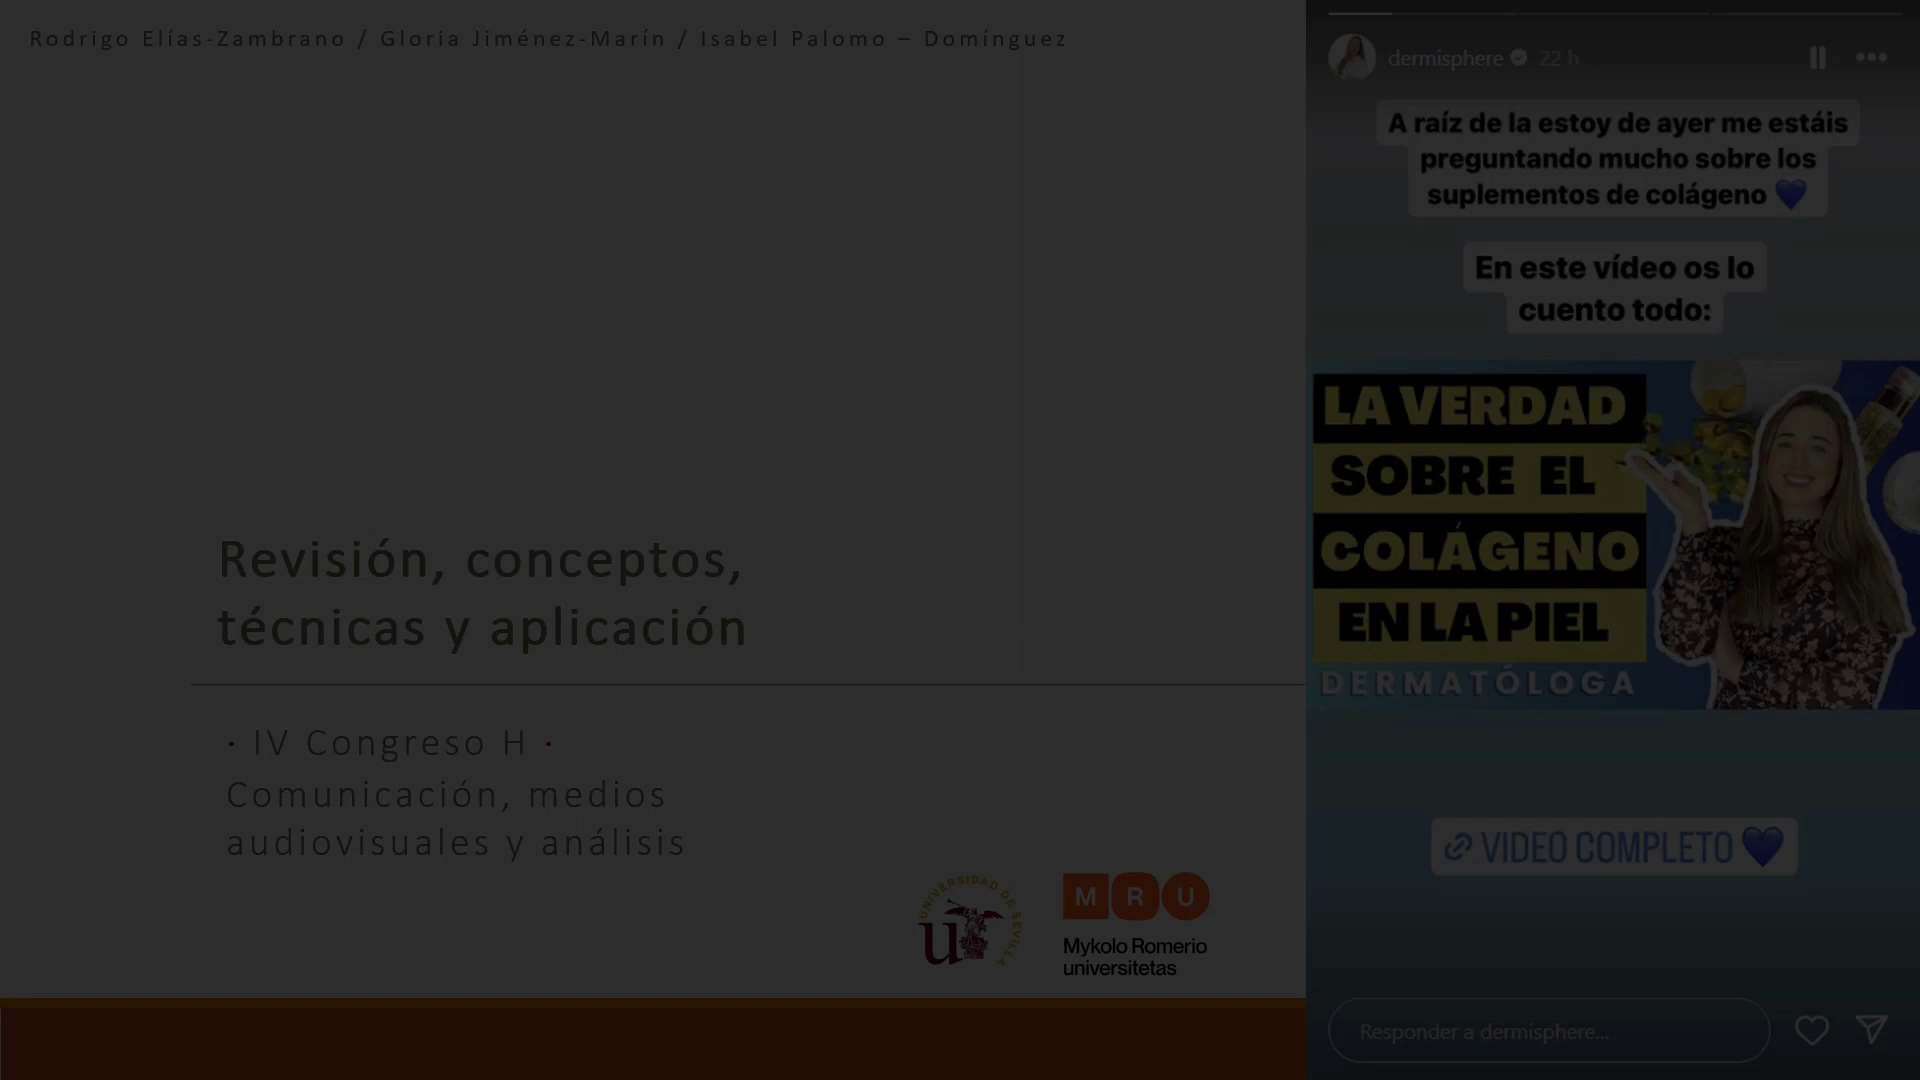 Rodrigo Elías-Zambrano / Gloria Jiménez-Marín / Isabel Palomo – Domínguez
Revisión, conceptos,
técnicas y aplicación
· IV Congreso H ·
Comunicación, medios
audiovisuales y análisis
UNIVERSIDAD DE SEVILLA
u
M R U
Mykolo Romerio
universitetas
dermisphere 22 h
A raíz de la estoy de ayer me estáis
preguntando mucho sobre los
suplementos de colágeno 💙
En este vídeo os lo
cuento todo:
LA VERDAD
SOBRE EL
COLÁGENO
EN LA PIEL
DERMATÓLOGA
VIDEO COMPLETO 💙
Responder a dermisphere...